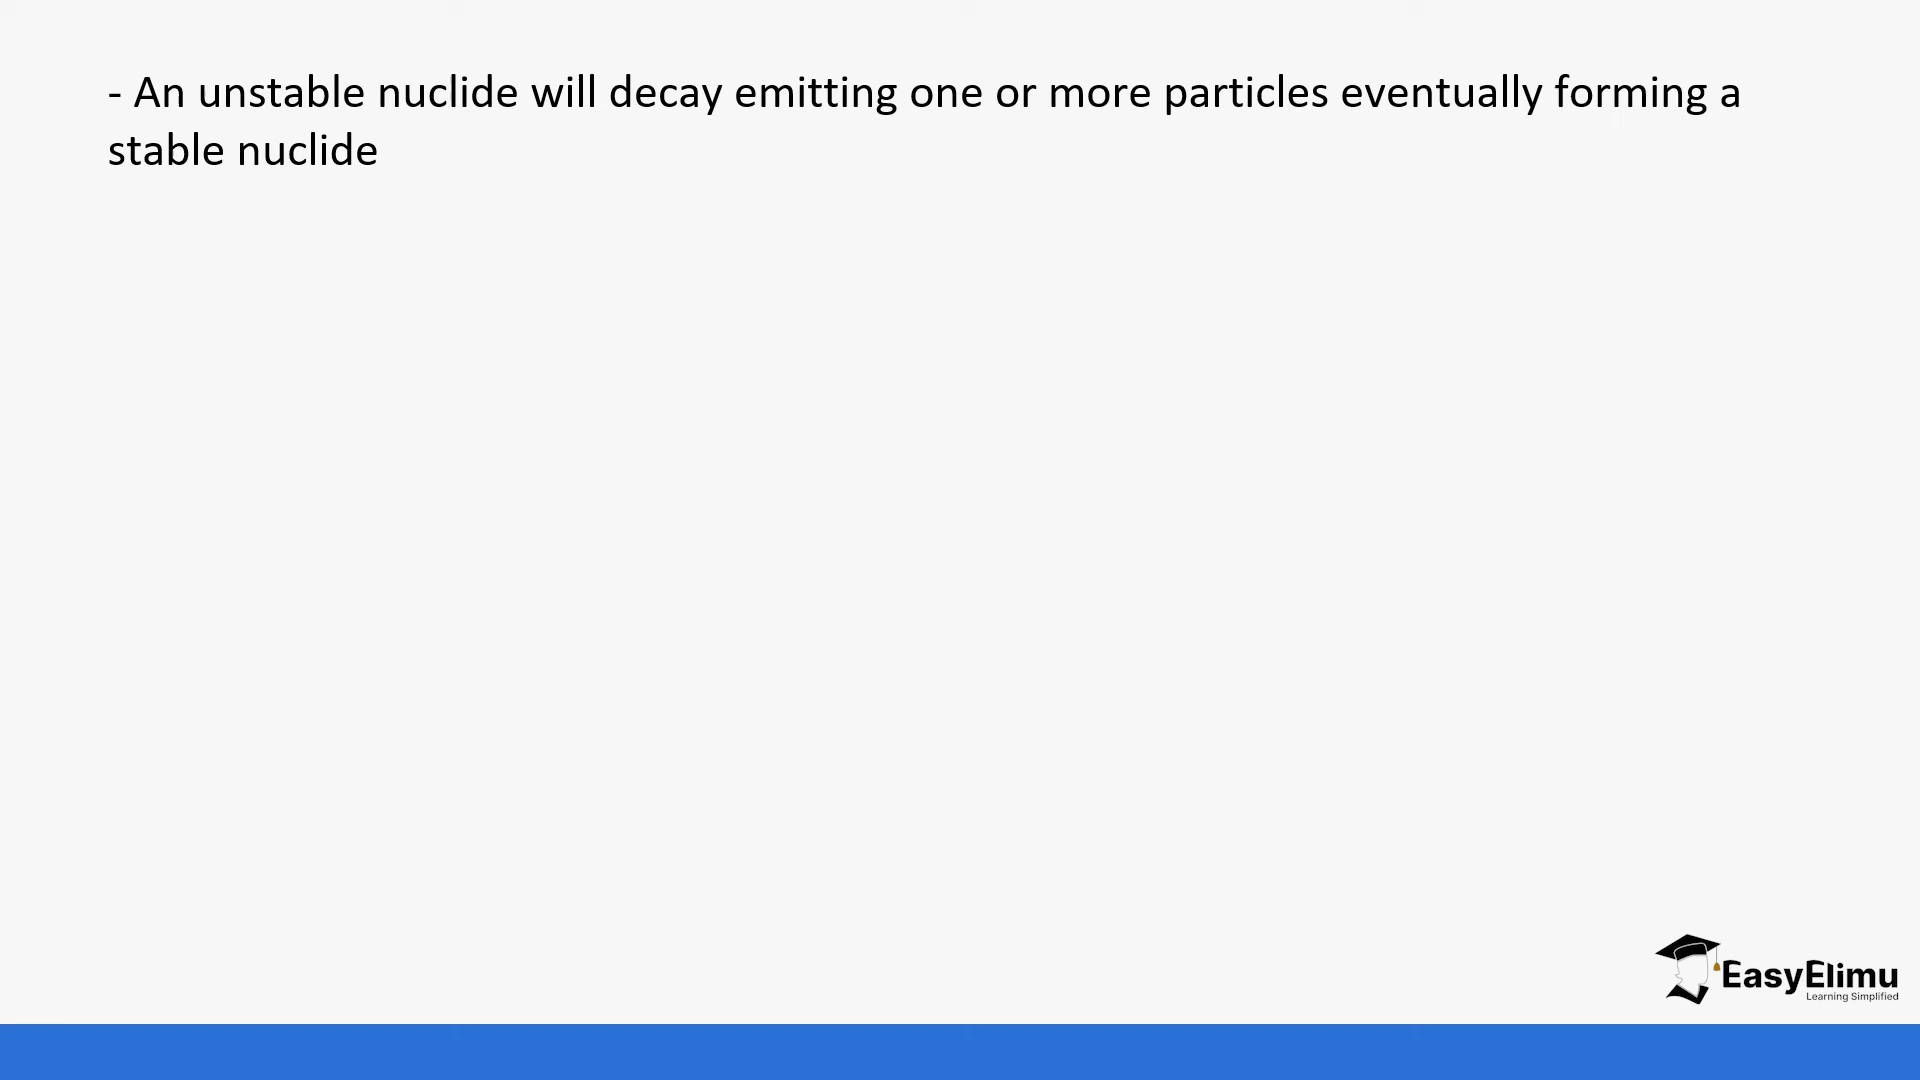 - An unstable nuclide will decay emitting one or more particles eventually forming a
stable nuclide
EasyElimu
Learning Simplified